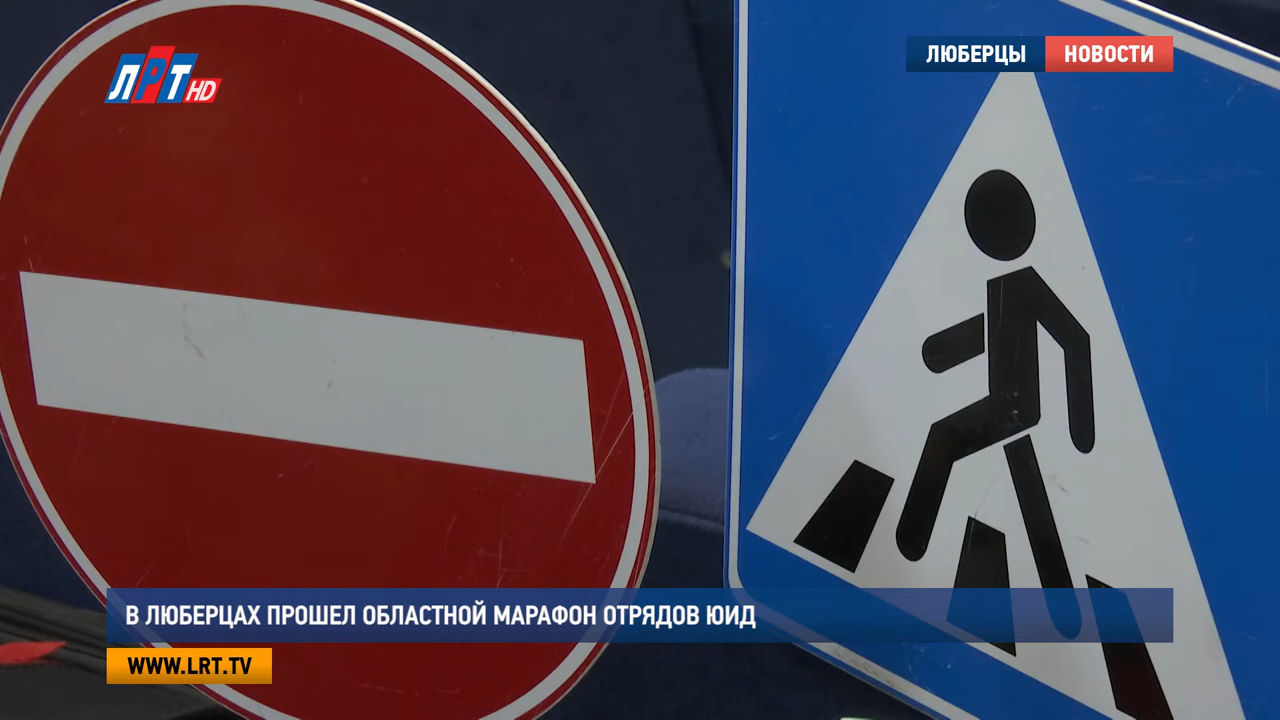 ЛРТ HD
ЛЮБЕРЦЫ НОВОСТИ
В ЛЮБЕРЦАХ ПРОШЕЛ ОБЛАСТНОЙ МАРАФОН ОТРЯДОВ ЮИД
WWW.LRT.TV